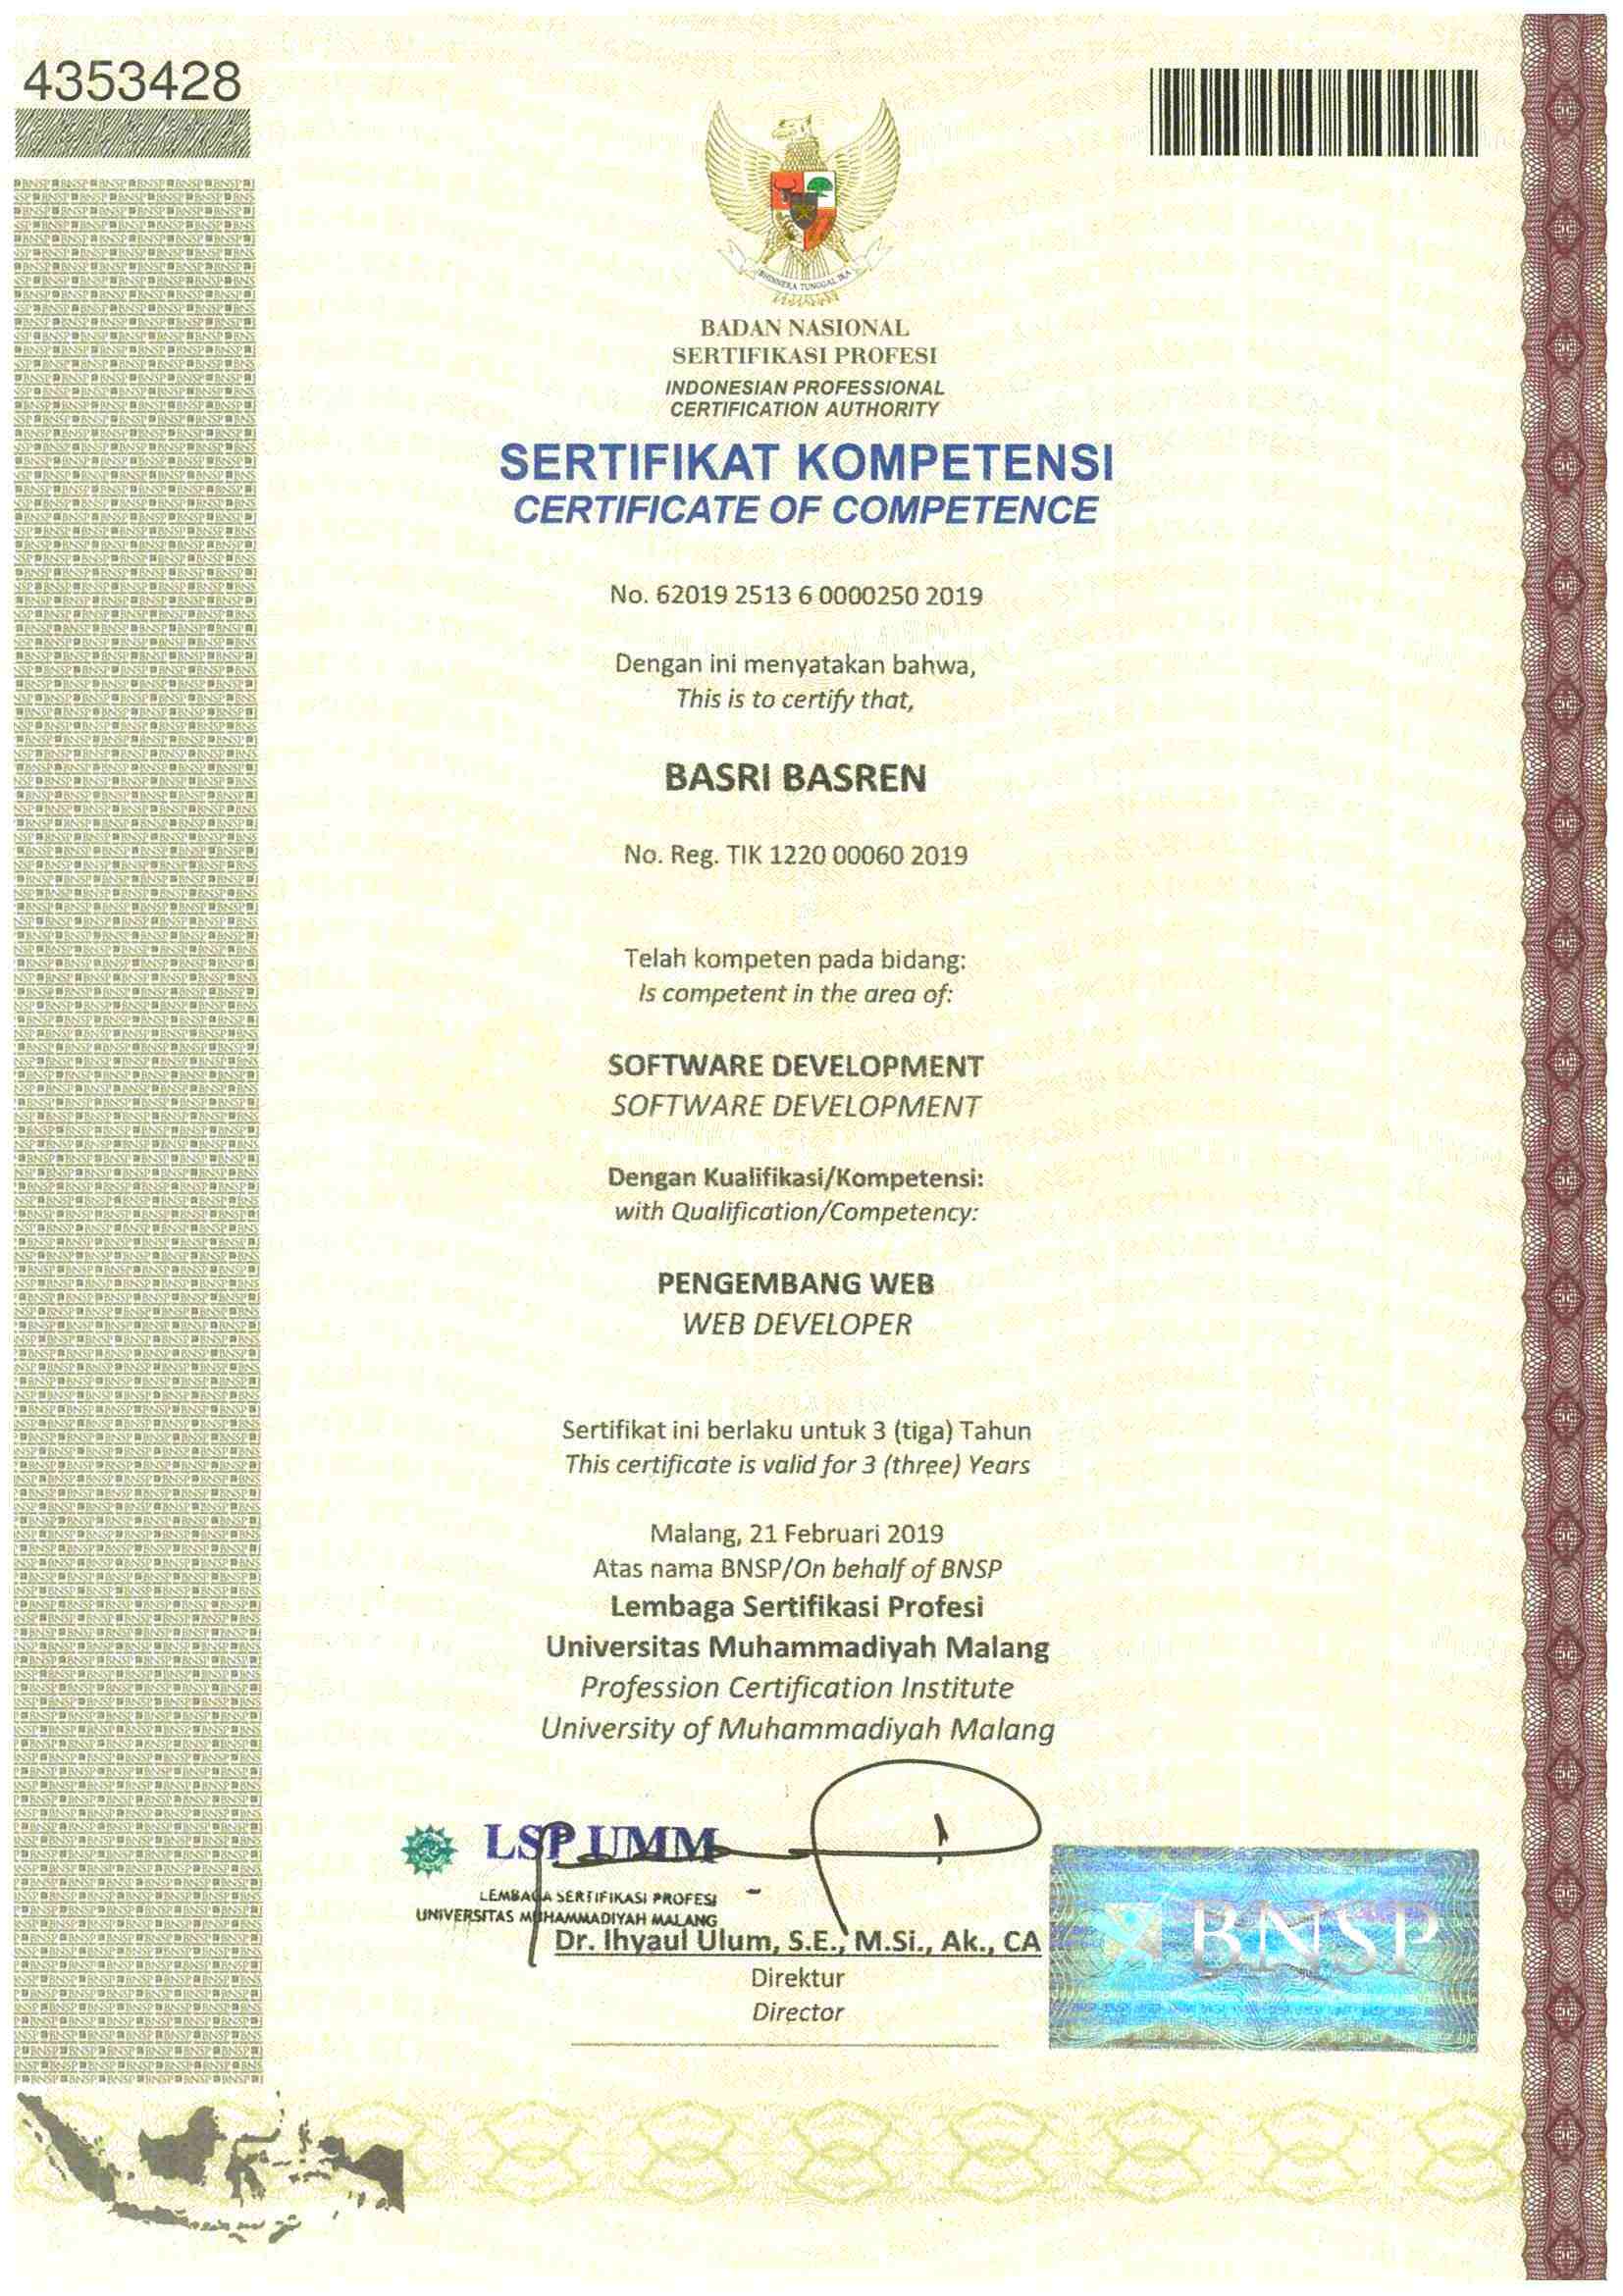 4353428
BHINNEKA TUNGGAL IKA
BADAN NASIONAL
SERTIFIKASI PROFESI
INDONESIAN PROFESSIONAL
CERTIFICATION AUTHORITY
SERTIFIKAT KOMPETENSI
CERTIFICATE OF COMPETENCE
No. 62019 2513 6 0000250 2019
Dengan ini menyatakan bahwa,
This is to certify that,
BASRI BASREN
No. Reg. TIK 1220 00060 2019
Telah kompeten pada bidang:
Is competent in the area of:
SOFTWARE DEVELOPMENT
SOFTWARE DEVELOPMENT
Dengan Kualifikasi/Kompetensi:
with Qualification/Competency:
PENGEMBANG WEB
WEB DEVELOPER
Sertifikat ini berlaku untuk 3 (tiga) Tahun
This certificate is valid for 3 (three) Years
Malang, 21 Februari 2019
Atas nama BNSP/On behalf of BNSP
Lembaga Sertifikasi Profesi
Universitas Muhammadiyah Malang
Profession Certification Institute
University of Muhammadiyah Malang
LSP UMM
LEMBAGA SERTIFIKASI PROFESI
UNIVERSITAS MUHAMMADIYAH MALANG
Dr. Ihyaul Ulum, S.E., M.Si., Ak., CA
Direktur
Director
BNSP